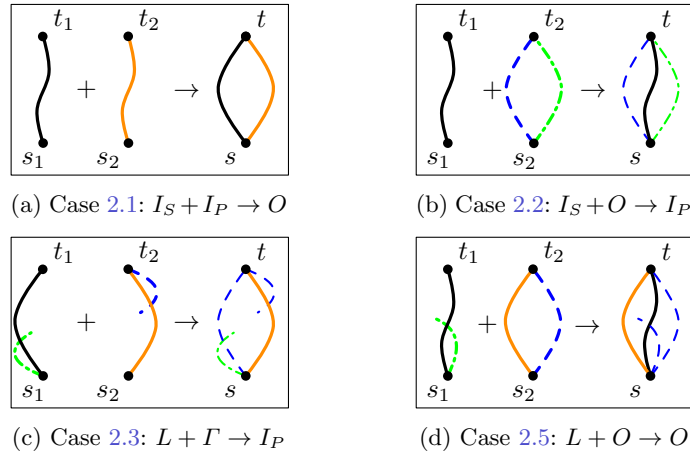 t₁ t₂ t
+ →
s₁ s₂ s
(a) Case 2.1: I_S + I_P → O
t₁ t₂ t
+ →
s₁ s₂ s
(b) Case 2.2: I_S + O → I_P
t₁ t₂ t
+ →
s₁ s₂ s
(c) Case 2.3: L + Γ → I_P
t₁ t₂ t
+ →
s₁ s₂ s
(d) Case 2.5: L + O → O